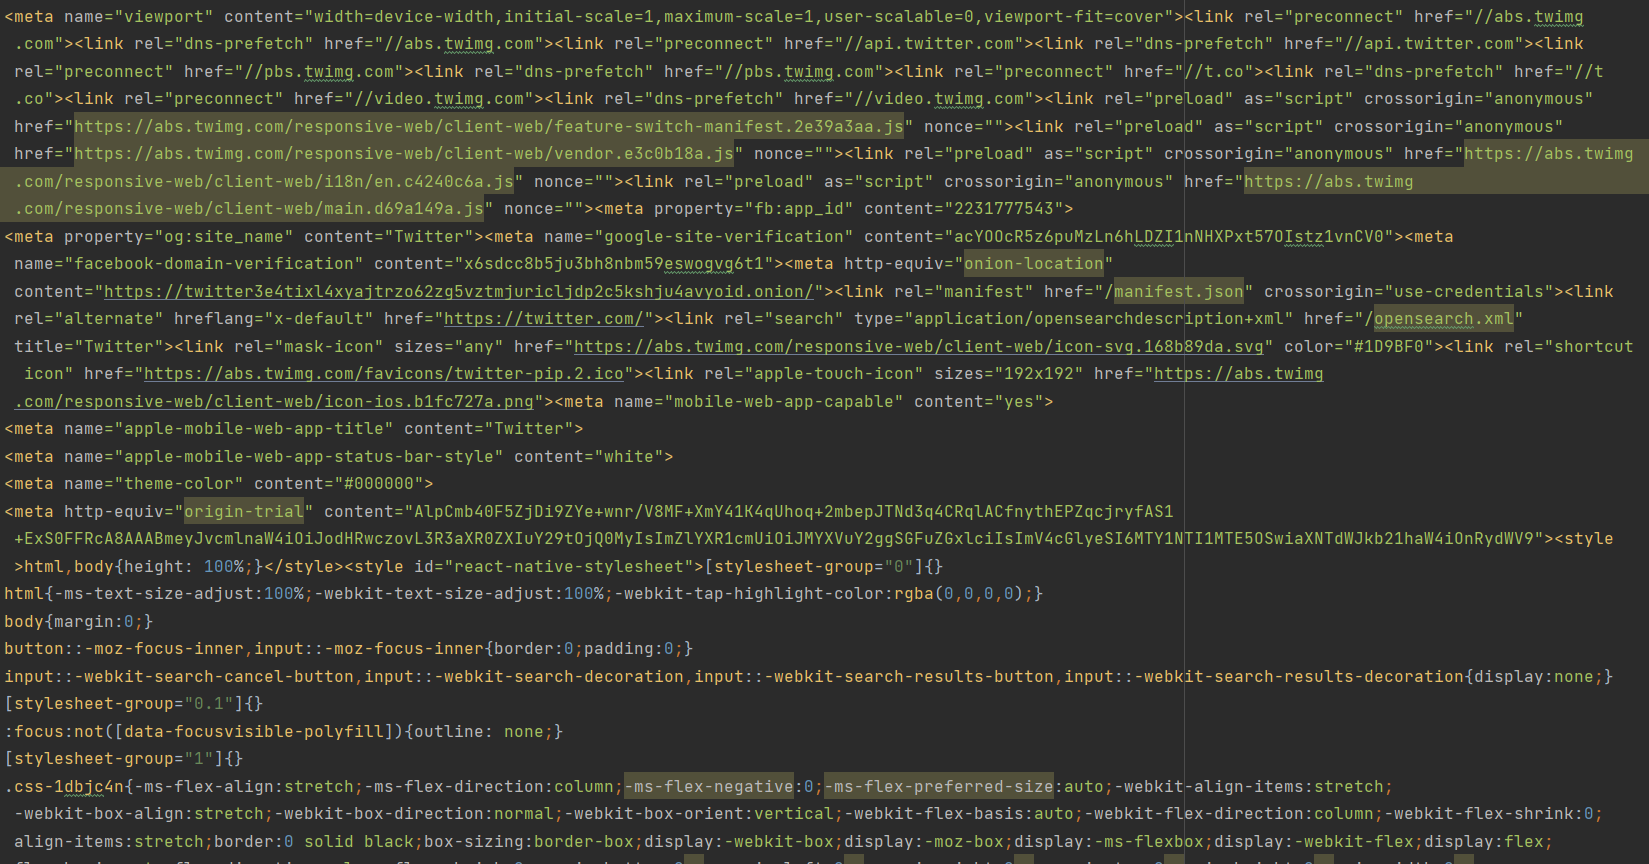 <meta name="viewport" content="width=device-width,initial-scale=1,maximum-scale=1,user-scalable=0,viewport-fit=cover"><link rel="preconnect" href="//abs.twimg
.com"><link rel="dns-prefetch" href="//abs.twimg.com"><link rel="preconnect" href="//api.twitter.com"><link rel="dns-prefetch" href="//api.twitter.com"><link
rel="preconnect" href="//pbs.twimg.com"><link rel="dns-prefetch" href="//pbs.twimg.com"><link rel="preconnect" href="//t.co"><link rel="dns-prefetch" href="//t
.co"><link rel="preconnect" href="//video.twimg.com"><link rel="dns-prefetch" href="//video.twimg.com"><link rel="preload" as="script" crossorigin="anonymous"
href="https://abs.twimg.com/responsive-web/client-web/feature-switch-manifest.2e39a3aa.js" nonce=""><link rel="preload" as="script" crossorigin="anonymous"
href="https://abs.twimg.com/responsive-web/client-web/vendor.e3c0b18a.js" nonce=""><link rel="preload" as="script" crossorigin="anonymous" href="https://abs.twimg
.com/responsive-web/client-web/i18n/en.c4240c6a.js" nonce=""><link rel="preload" as="script" crossorigin="anonymous" href="https://abs.twimg
.com/responsive-web/client-web/main.d69a149a.js" nonce=""><meta property="fb:app_id" content="2231777543">
<meta property="og:site_name" content="Twitter"><meta name="google-site-verification" content="acYOOcR5z6puMzLn6hLDZI1nNHXPxt57OIstz1vnCV0"><meta
name="facebook-domain-verification" content="x6sdcc8b5ju3bh8nbm59eswogvg6t1"><meta http-equiv="onion-location"
content="https://twitter3e4tixl4xyajtrzo62zg5vztmjuricljdp2c5kshju4avyoid.onion/"><link rel="manifest" href="/manifest.json" crossorigin="use-credentials"><link
rel="alternate" hreflang="x-default" href="https://twitter.com/"><link rel="search" type="application/opensearchdescription+xml" href="/opensearch.xml"
title="Twitter"><link rel="mask-icon" sizes="any" href="https://abs.twimg.com/responsive-web/client-web/icon-svg.168b89da.svg" color="#1D9BF0"><link rel="shortcut
icon" href="https://abs.twimg.com/favicons/twitter-pip.2.ico"><link rel="apple-touch-icon" sizes="192x192" href="https://abs.twimg
.com/responsive-web/client-web/icon-ios.b1fc727a.png"><meta name="mobile-web-app-capable" content="yes">
<meta name="apple-mobile-web-app-title" content="Twitter">
<meta name="apple-mobile-web-app-status-bar-style" content="white">
<meta name="theme-color" content="#000000">
<meta http-equiv="origin-trial" content="AlpCmb40F5ZjDi9ZYe+wnr/V8MF+XmY41K4qUhoq+2mbepJTNd3q4CRqlACfnythEPZqcjryfAS1
+ExS0FFRcA8AAABmeyJvcmlnaW4iOiJodHRwczovL3R3aXR0ZXIuY29tOjQ0MyIsImZlYXR1cmUiOiJMYXVuY2ggSGFuZGxlciIsImV4cGlyeSI6MTY1NTI1MTE5OSwiaXNTdWJkb21haW4iOnRydWV9"><style
>html,body{height: 100%;}</style><style id="react-native-stylesheet">[stylesheet-group="0"]{}
html{-ms-text-size-adjust:100%;-webkit-text-size-adjust:100%;-webkit-tap-highlight-color:rgba(0,0,0,0);}
body{margin:0;}
button::-moz-focus-inner,input::-moz-focus-inner{border:0;padding:0;}
input::-webkit-search-cancel-button,input::-webkit-search-decoration,input::-webkit-search-results-button,input::-webkit-search-results-decoration{display:none;}
[stylesheet-group="0.1"]{}
:focus:not([data-focusvisible-polyfill]){outline: none;}
[stylesheet-group="1"]{}
.css-1dbjc4n{-ms-flex-align:stretch;-ms-flex-direction:column;-ms-flex-negative:0;-ms-flex-preferred-size:auto;-webkit-align-items:stretch;
-webkit-box-align:stretch;-webkit-box-direction:normal;-webkit-box-orient:vertical;-webkit-flex-basis:auto;-webkit-flex-direction:column;-webkit-flex-shrink:0;
align-items:stretch;border:0 solid black;box-sizing:border-box;display:-webkit-box;display:-moz-box;display:-ms-flexbox;display:-webkit-flex;display:flex;